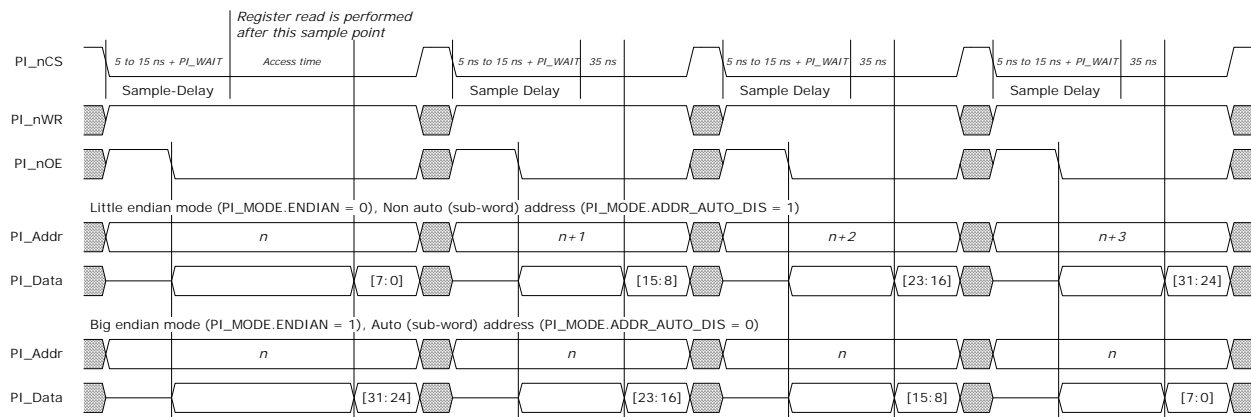 Register read is performed
after this sample point
PI_nCS
5 to 15 ns + PI_WAIT
Access time
5 ns to 15 ns + PI_WAIT
35 ns
5 ns to 15 ns + PI_WAIT
35 ns
5 ns to 15 ns + PI_WAIT
35 ns
Sample-Delay
Sample Delay
Sample Delay
Sample Delay
PI_nWR
PI_nOE
Little endian mode (PI_MODE.ENDIAN = 0), Non auto (sub-word) address (PI_MODE.ADDR_AUTO_DIS = 1)
PI_Addr
n
n+1
n+2
n+3
PI_Data
[7:0]
[15:8]
[23:16]
[31:24]
Big endian mode (PI_MODE.ENDIAN = 1), Auto (sub-word) address (PI_MODE.ADDR_AUTO_DIS = 0)
PI_Addr
n
n
n
n
PI_Data
[31:24]
[23:16]
[15:8]
[7:0]